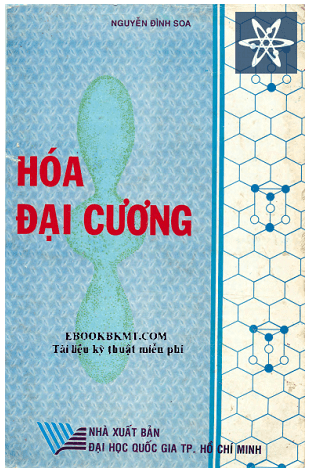 NGUYỄN ĐÌNH SOA
HÓA
ĐẠI CƯƠNG
EBOOKBKMT.COM
Tài liệu kỹ thuật miễn phí
NHÀ XUẤT BẢN
ĐẠI HỌC QUỐC GIA TP. HỒ CHÍ MINH